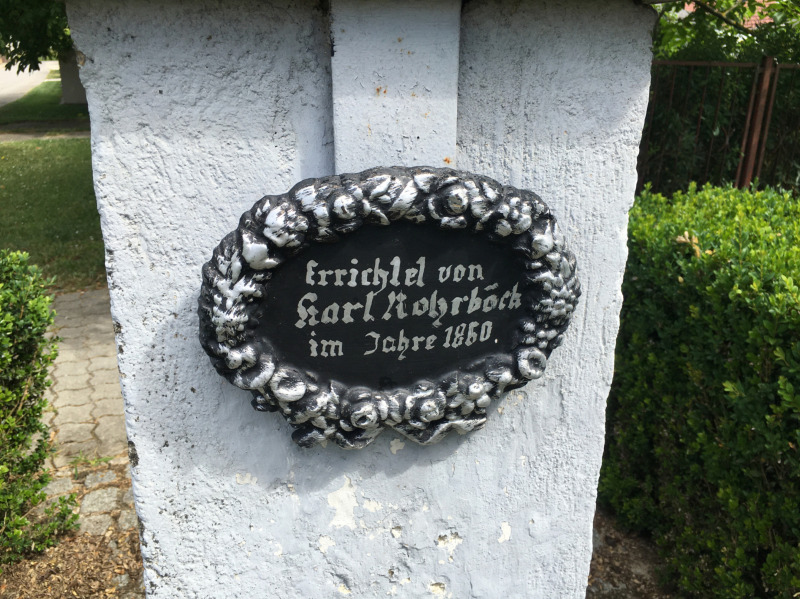 Errichtet von
Karl Rohrböck
im Jahre 1860.